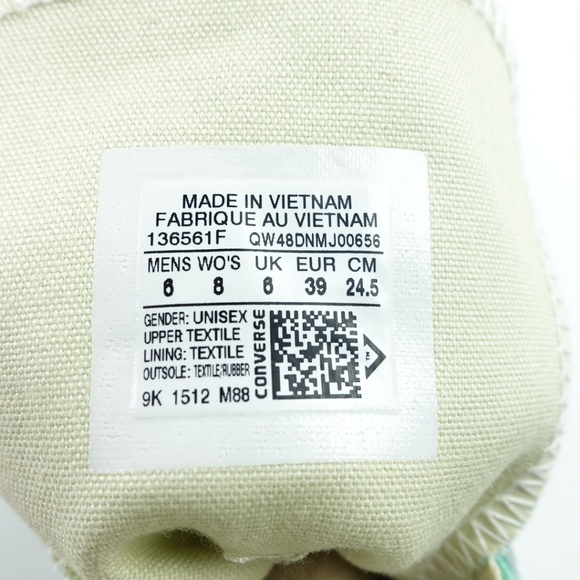 MADE IN VIETNAM
FABRIQUE AU VIETNAM
136561F QW48DNMJ00656
MENS WO'S UK EUR CM
6 8 6 39 24.5
GENDER: UNISEX
UPPER TEXTILE
LINING: TEXTILE
OUTSOLE: TEXTILE/RUBBER
9K 1512 M88
CONVERSE